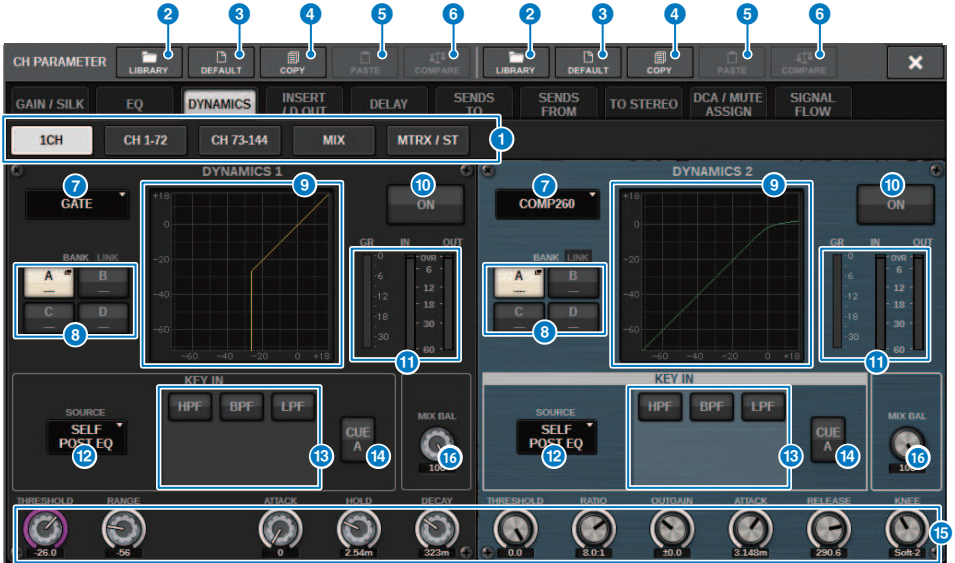 2 3 4 5 6 2 3 4 5 6
CH PARAMETER LIBRARY DEFAULT COPY PASTE COMPARE LIBRARY DEFAULT COPY PASTE COMPARE ×
GAIN / SILK EQ DYNAMICS INSERT / D.OUT DELAY SENDS TO SENDS FROM TO STEREO DCA / MUTE ASSIGN SIGNAL FLOW
1CH CH 1-72 CH 73-144 MIX MTRX / ST 1
DYNAMICS 1
7 9 10
GATE
ON
+18
0
-20
-40
-60
-60 -40 -20 0 +18
BANK LINK
A B
---- ----
C D
---- ----
8
GR IN OUT
0 OVR
6 6
-12 12
-18 18
-30 30
60
11
KEY IN
SOURCE
SELF
POST EQ
12
HPF BPF LPF
13
CUE
A
14
MIX BAL
16
100
THRESHOLD RANGE ATTACK HOLD DECAY
-26.0 -56 0 2.54m 323m
DYNAMICS 2
7 9 10
COMP260
ON
+18
0
-20
-40
-60
-60 -40 -20 0 +18
BANK LINK
A B
---- ----
C D
---- ----
8
GR IN OUT
0 OVR
6 6
-12 12
-18 18
-30 30
60
11
KEY IN
SOURCE
SELF
POST EQ
12
HPF BPF LPF
13
CUE
A
14
MIX BAL
16
100
THRESHOLD RATIO OUTGAIN ATTACK RELEASE KNEE
0.0 8.0:1 ±0.0 3.148m 290.6 Soft-2
15